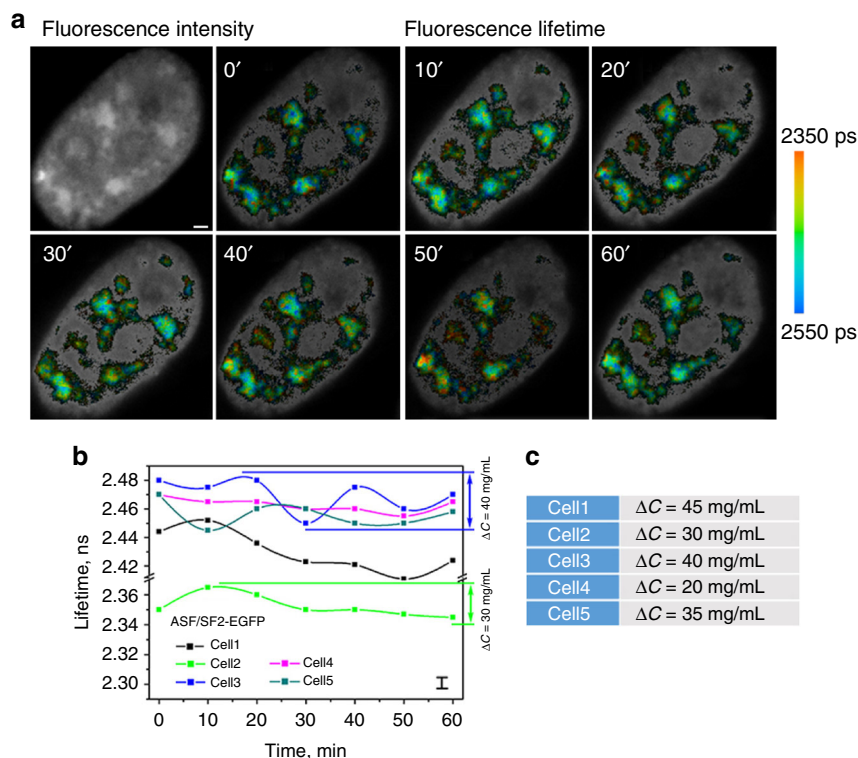 a
Fluorescence intensity
Fluorescence lifetime
0′
10′
20′
2350 ps
30′
40′
50′
60′
2550 ps
b
2.48
2.46
2.44
2.42
2.36
2.34
2.32
2.30
Lifetime, ns
ASF/SF2-EGFP
Cell1
Cell2
Cell3
Cell4
Cell5
0 10 20 30 40 50 60
Time, min
ΔC = 40 mg/mL
ΔC = 30 mg/mL
c
Cell1 ΔC = 45 mg/mL
Cell2 ΔC = 30 mg/mL
Cell3 ΔC = 40 mg/mL
Cell4 ΔC = 20 mg/mL
Cell5 ΔC = 35 mg/mL